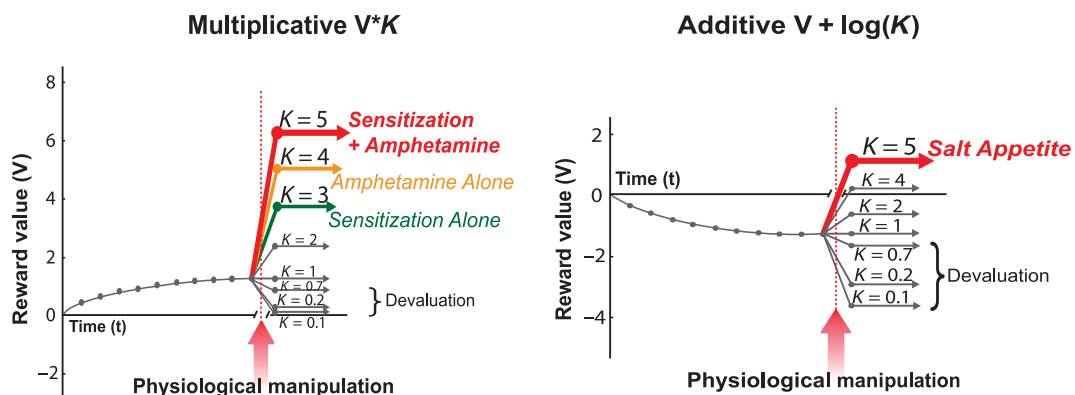 Multiplicative V*K
Reward value (V)
8
6
4
2
0
−2
K = 5
Sensitization
+ Amphetamine
K = 4
Amphetamine Alone
K = 3
Sensitization Alone
K = 2
K = 1
K = 0.7
K = 0.2
K = 0.1
Devaluation
Time (t)
Physiological manipulation
Additive V + log(K)
Reward value (V)
2
0
−2
−4
Time (t)
K = 5
Salt Appetite
K = 4
K = 2
K = 1
K = 0.7
K = 0.2
K = 0.1
Devaluation
Physiological manipulation